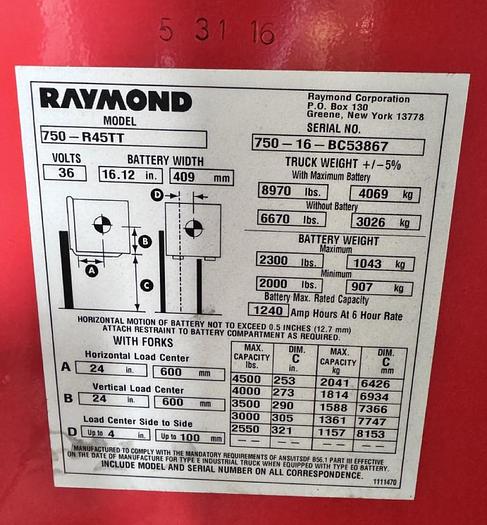 5 31 16
RAYMOND
Raymond Corporation
P.O. Box 130
Greene, New York 13778
MODEL
750-R45TT
SERIAL NO.
750-16-BC53867
VOLTS
36
BATTERY WIDTH
16.12 in. 409 mm
TRUCK WEIGHT +/-5%
With Maximum Battery
8970 lbs. 4069 kg
Without Battery
6670 lbs. 3026 kg
BATTERY WEIGHT
Maximum
2300 lbs. 1043 kg
Minimum
2000 lbs. 907 kg
Battery Max. Rated Capacity
1240 Amp Hours At 6 Hour Rate
D
B
A
C
HORIZONTAL MOTION OF BATTERY NOT TO EXCEED 0.5 INCHES (12.7 mm)
ATTACH RESTRAINT TO BATTERY COMPARTMENT AS REQUIRED.
WITH FORKS
Horizontal Load Center
A 24 in. 600 mm
Vertical Load Center
B 24 in. 600 mm
Load Center Side to Side
D Up to 4 in. Up to 100 mm
MAX. CAPACITY lbs. DIM. C in. MAX. CAPACITY kg DIM. C mm
4500 253 2041 6426
4000 273 1814 6934
3500 290 1588 7366
3000 305 1361 7747
2550 321 1157 8153
—— —— —— ——
MANUFACTURED TO COMPLY WITH THE MANDATORY REQUIREMENTS OF ANSI/ITSDF B56.1 PART III EFFECTIVE
ON THE DATE OF MANUFACTURE FOR TYPE E INDUSTRIAL TRUCK WHEN EQUIPPED WITH TYPE EO BATTERY.
INCLUDE MODEL AND SERIAL NUMBER ON ALL CORRESPONDENCE.
1111470